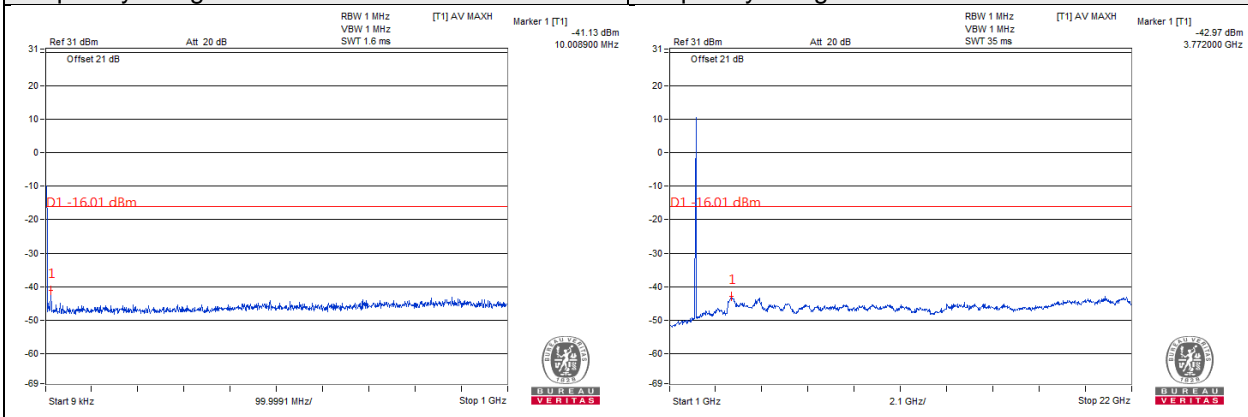 RBW 1 MHz [T1] AV MAXH Marker 1 [T1]
VBW 1 MHz -41.13 dBm
Ref 31 dBm Att 20 dB SWT 1.6 ms 10.008900 MHz
31
Offset 21 dB
20
10
0
-10
D1 -16.01 dBm
-20
-30
1
-40
-50
-60
-69
Start 9 kHz 99.9991 MHz/ Stop 1 GHz
BUREAU VERITAS
1828
BUREAU
VERITAS
RBW 1 MHz [T1] AV MAXH Marker 1 [T1]
VBW 1 MHz -42.97 dBm
Ref 31 dBm Att 20 dB SWT 35 ms 3.772000 GHz
31
Offset 21 dB
20
10
0
-10
D1 -16.01 dBm
-20
-30
1
-40
-50
-60
-69
Start 1 GHz 2.1 GHz/ Stop 22 GHz
BUREAU VERITAS
1828
BUREAU
VERITAS